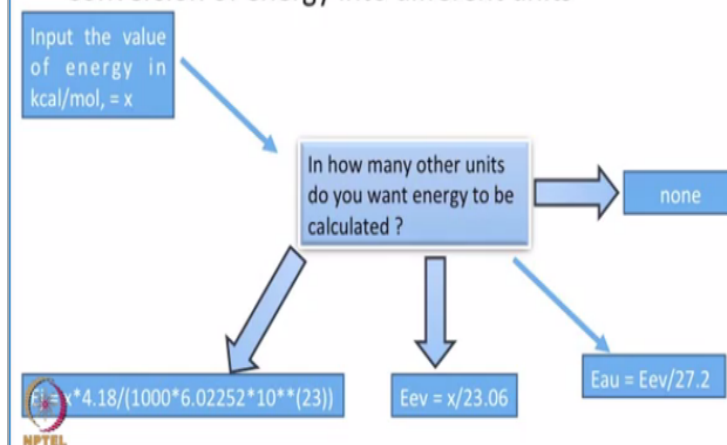 Input the value
of energy in
kcal/mol, = x
In how many other units
do you want energy to be
calculated ?
none
x*4.18/(1000*6.02252*10**(23))
Eev = x/23.06
Eau = Eev/27.2
NPTEL